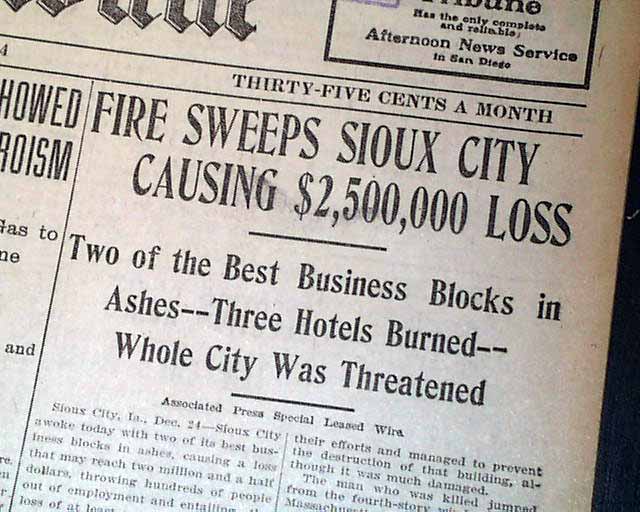 Tribune
Has the only complete
and reliable
Afternoon News Service
in San Diego
4
THIRTY-FIVE CENTS A MONTH
HOWED
ROISM
FIRE SWEEPS SIOUX CITY
CAUSING $2,500,000 LOSS
Gas to
and
Two of the Best Business Blocks in
Ashes--Three Hotels Burned--
Whole City Was Threatened
Associated Press Special Leased Wire
Sioux City, Ia., Dec. 24—Sioux City
awoke today with two of its best bus-
iness blocks in ashes, causing a loss
that may reach two million and a half
dollars, throwing hundreds of people
out of employment and entailing
loss of at least
their efforts and managed to prevent
the destruction of that building, al-
though it was much damaged.
The man who was killed jumped
from the fourth-story